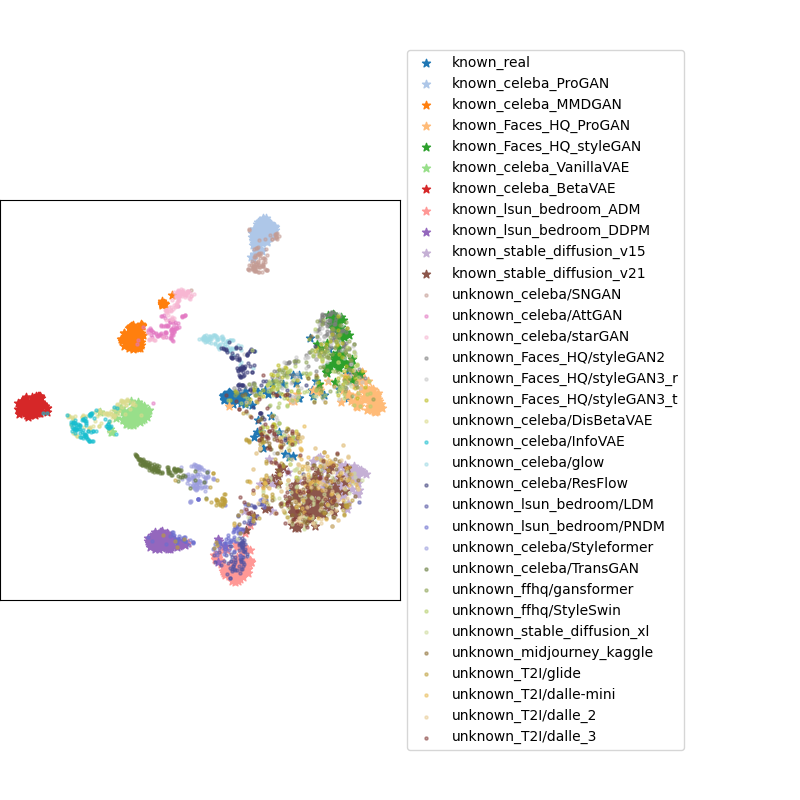 known_real
known_celeba_ProGAN
known_celeba_MMDGAN
known_Faces_HQ_ProGAN
known_Faces_HQ_styleGAN
known_celeba_VanillaVAE
known_celeba_BetaVAE
known_lsun_bedroom_ADM
known_lsun_bedroom_DDPM
known_stable_diffusion_v15
known_stable_diffusion_v21
unknown_celeba/SNGAN
unknown_celeba/AttGAN
unknown_celeba/starGAN
unknown_Faces_HQ/styleGAN2
unknown_Faces_HQ/styleGAN3_r
unknown_Faces_HQ/styleGAN3_t
unknown_celeba/DisBetaVAE
unknown_celeba/InfoVAE
unknown_celeba/glow
unknown_celeba/ResFlow
unknown_lsun_bedroom/LDM
unknown_lsun_bedroom/PNDM
unknown_celeba/Styleformer
unknown_celeba/TransGAN
unknown_ffhq/gansformer
unknown_ffhq/StyleSwin
unknown_stable_diffusion_xl
unknown_midjourney_kaggle
unknown_T2I/glide
unknown_T2I/dalle-mini
unknown_T2I/dalle_2
unknown_T2I/dalle_3